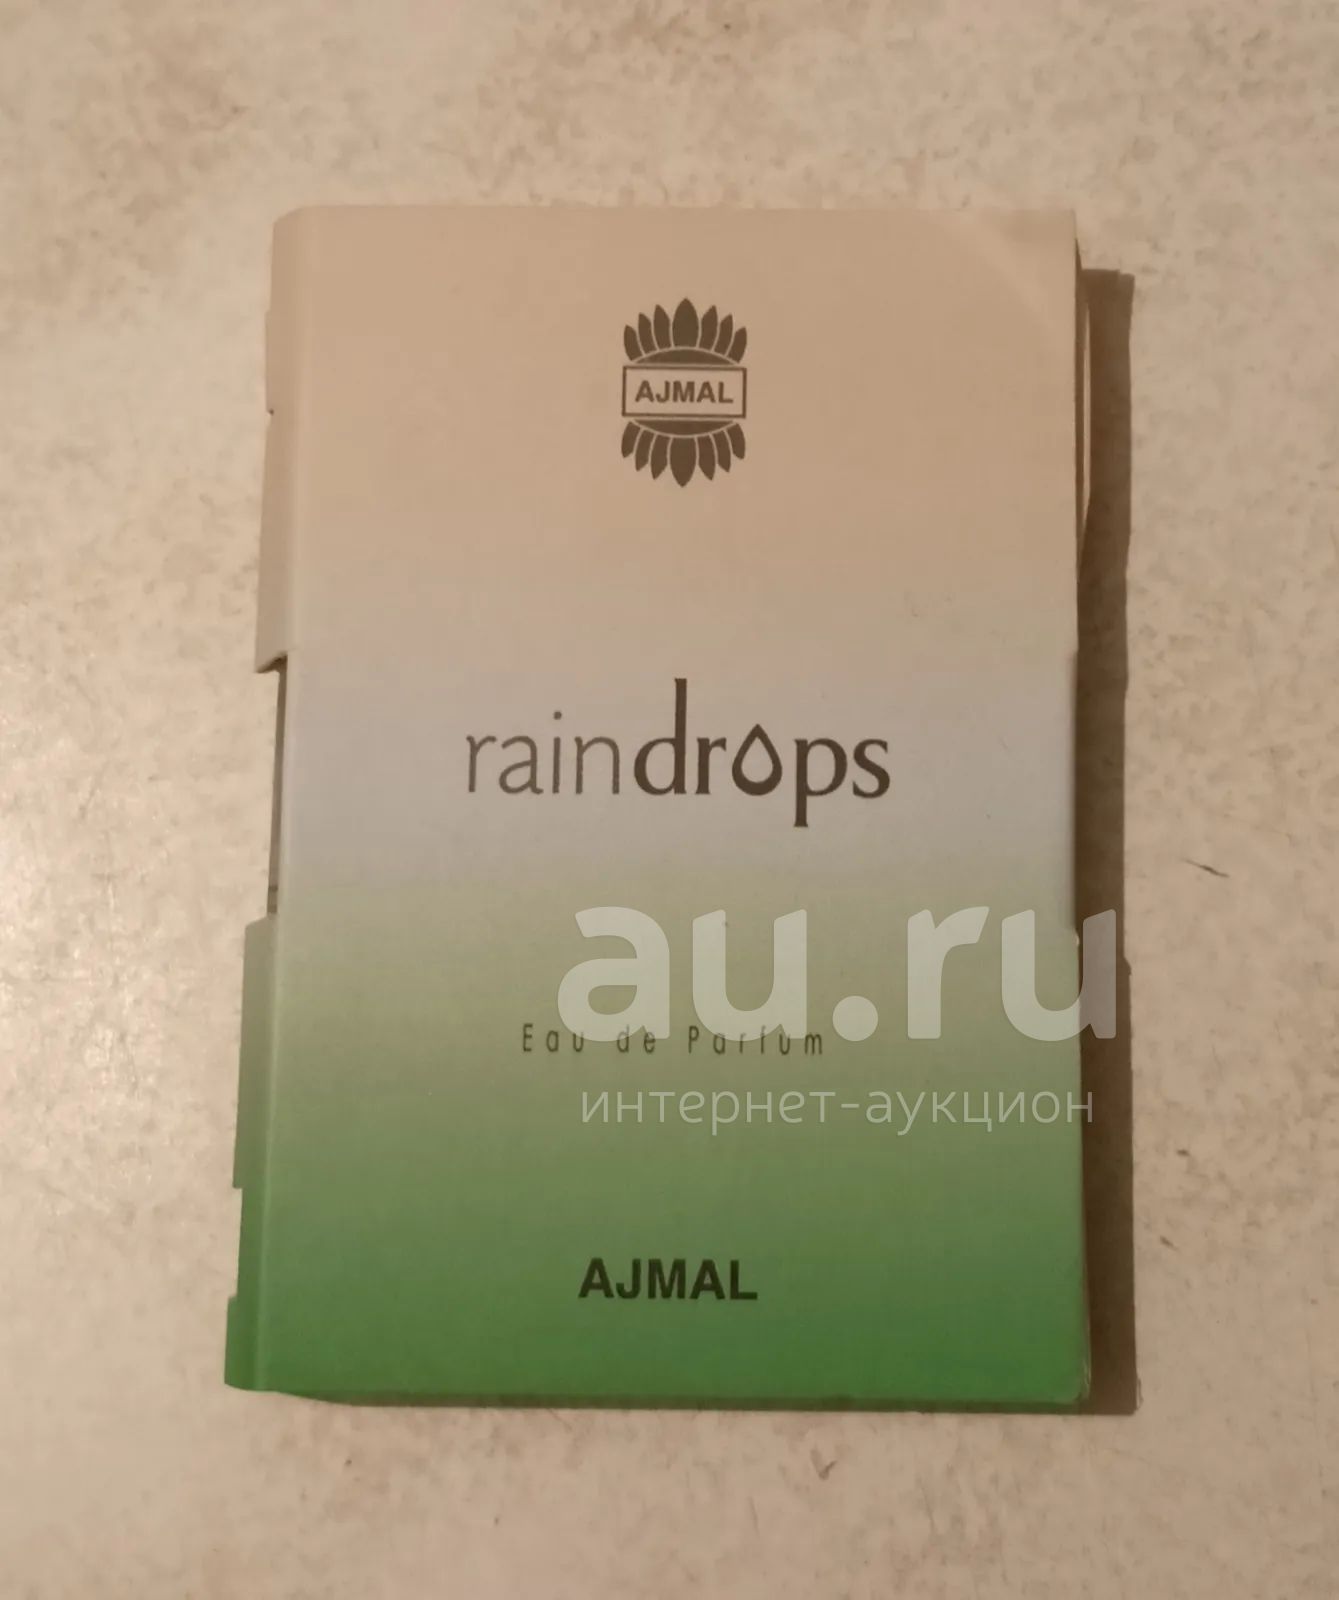 AJMAL
raindrops
au.ru
Eau de Parfum
интернет-аукцион
AJMAL